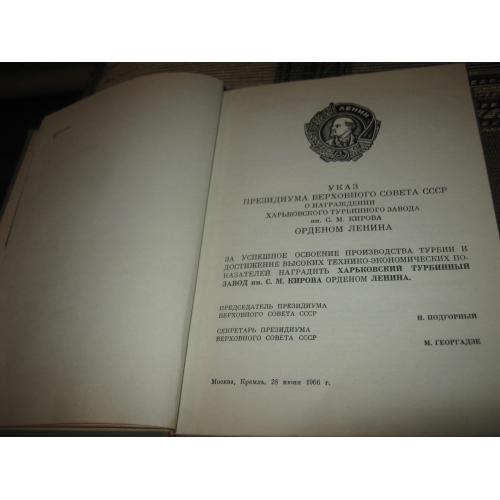 ЛЕНИН
УКАЗ
ПРЕЗИДИУМА ВЕРХОВНОГО СОВЕТА СССР
О НАГРАЖДЕНИИ
ХАРЬКОВСКОГО ТУРБИННОГО ЗАВОДА
им. С. М. КИРОВА
ОРДЕНОМ ЛЕНИНА
ЗА УСПЕШНОЕ ОСВОЕНИЕ ПРОИЗВОДСТВА ТУРБИН И
ДОСТИЖЕНИЕ ВЫСОКИХ ТЕХНИКО-ЭКОНОМИЧЕСКИХ ПО-
КАЗАТЕЛЕЙ НАГРАДИТЬ ХАРЬКОВСКИЙ ТУРБИННЫЙ
ЗАВОД им. С. М. КИРОВА ОРДЕНОМ ЛЕНИНА.
ПРЕДСЕДАТЕЛЬ ПРЕЗИДИУМА
ВЕРХОВНОГО СОВЕТА СССР
Н. ПОДГОРНЫЙ
СЕКРЕТАРЬ ПРЕЗИДИУМА
ВЕРХОВНОГО СОВЕТА СССР
М. ГЕОРГАДЗЕ
Москва, Кремль, 28 июня 1966 г.